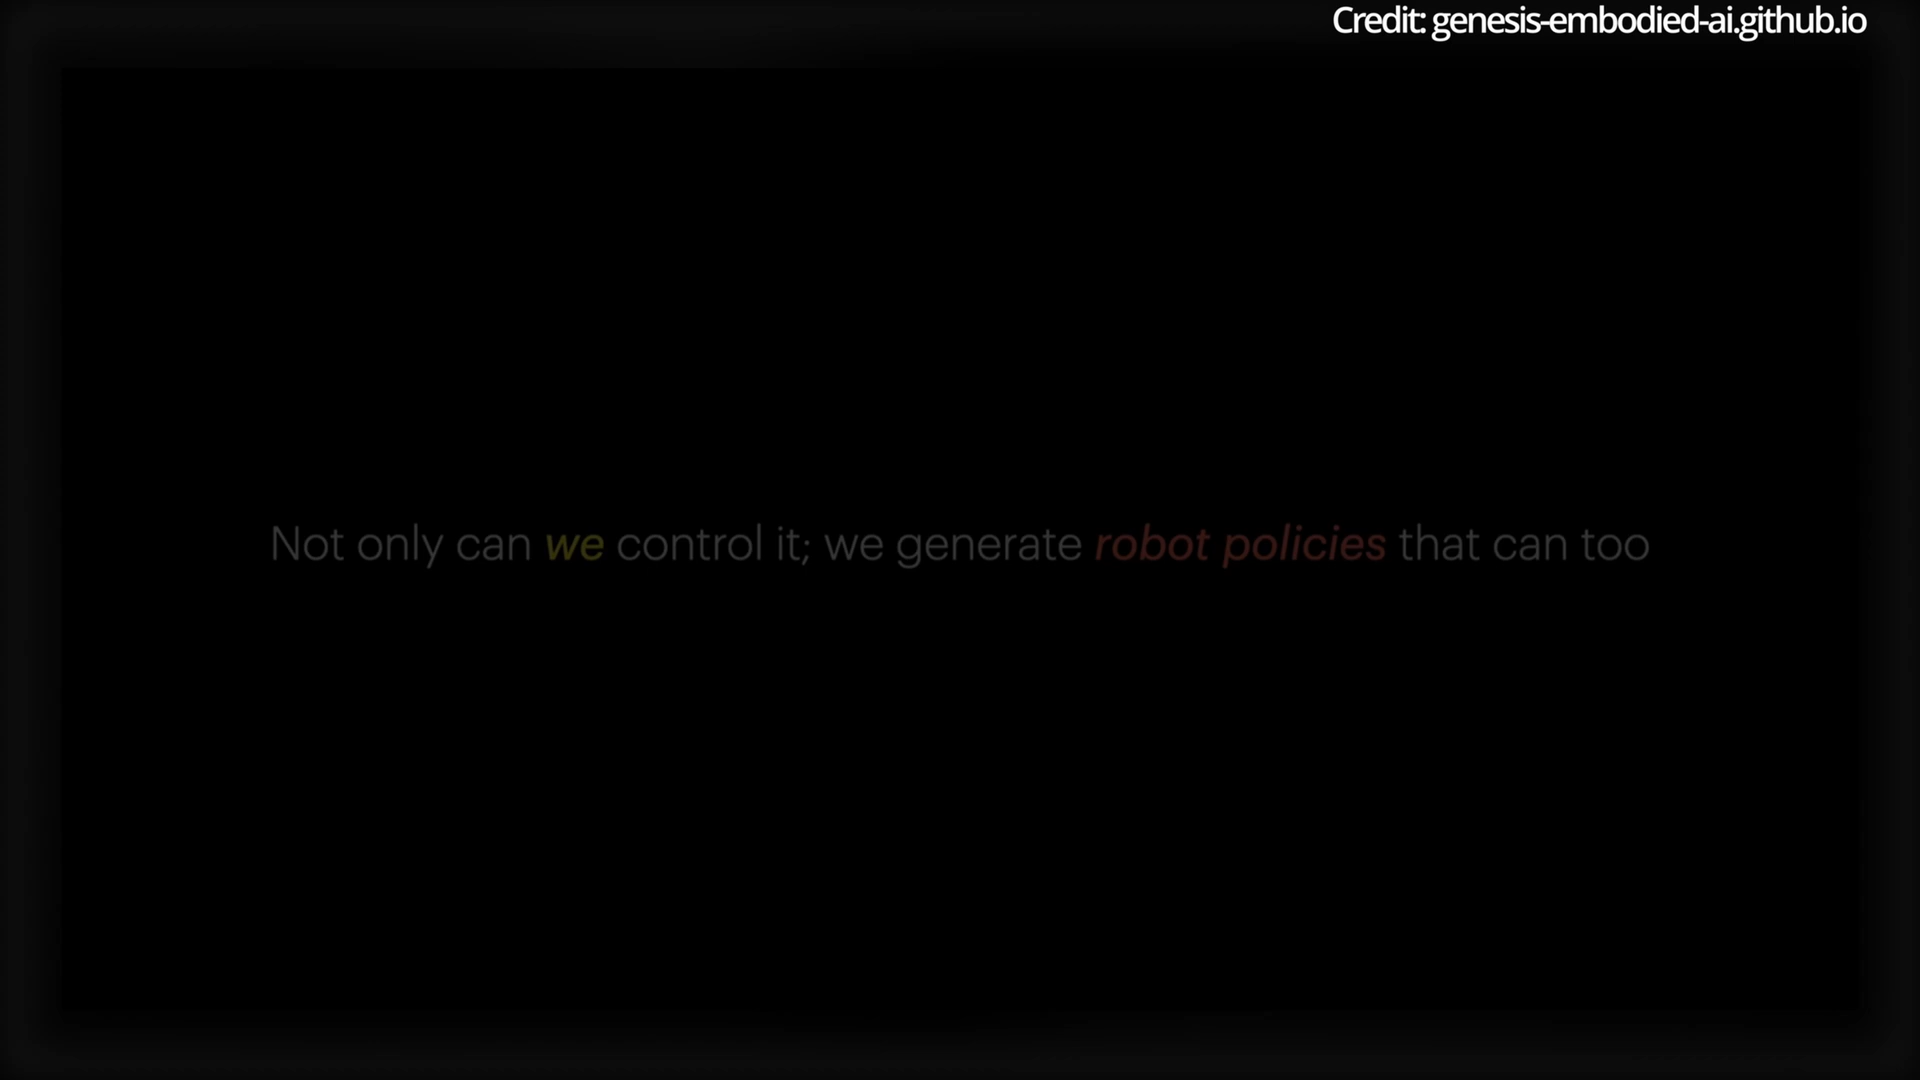 Credit: genesis-embodied-ai.github.io
Not only can we control it; we generate robot policies that can too